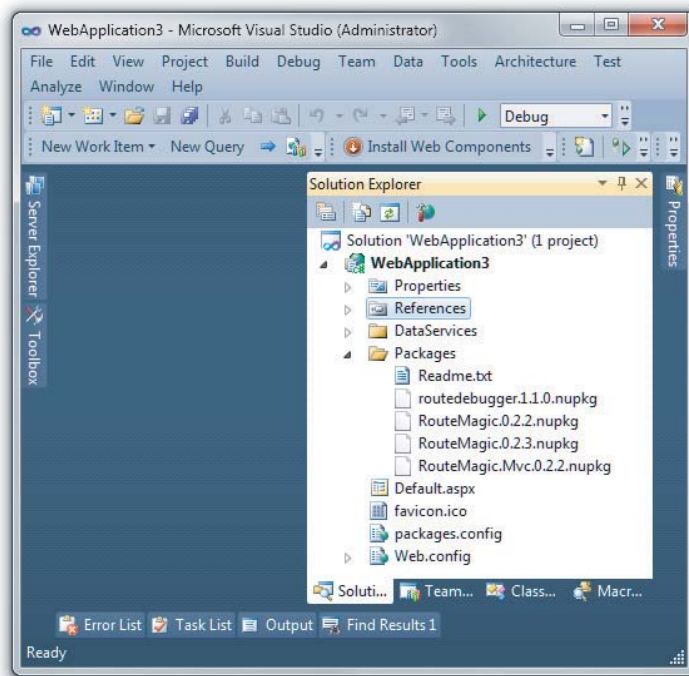 WebApplication3 - Microsoft Visual Studio (Administrator)
File Edit View Project Build Debug Team Data Tools Architecture Test
Analyze Window Help
Debug
New Work Item New Query Install Web Components
Server Explorer
Toolbox
Solution Explorer
Solution 'WebApplication3' (1 project)
WebApplication3
Properties
References
DataServices
Packages
Readme.txt
routedebugger.1.1.0.nupkg
RouteMagic.0.2.2.nupkg
RouteMagic.0.2.3.nupkg
RouteMagic.Mvc.0.2.2.nupkg
Default.aspx
favicon.ico
packages.config
Web.config
Soluti... Team... Class... Macr...
Properties
Error List Task List Output Find Results 1
Ready